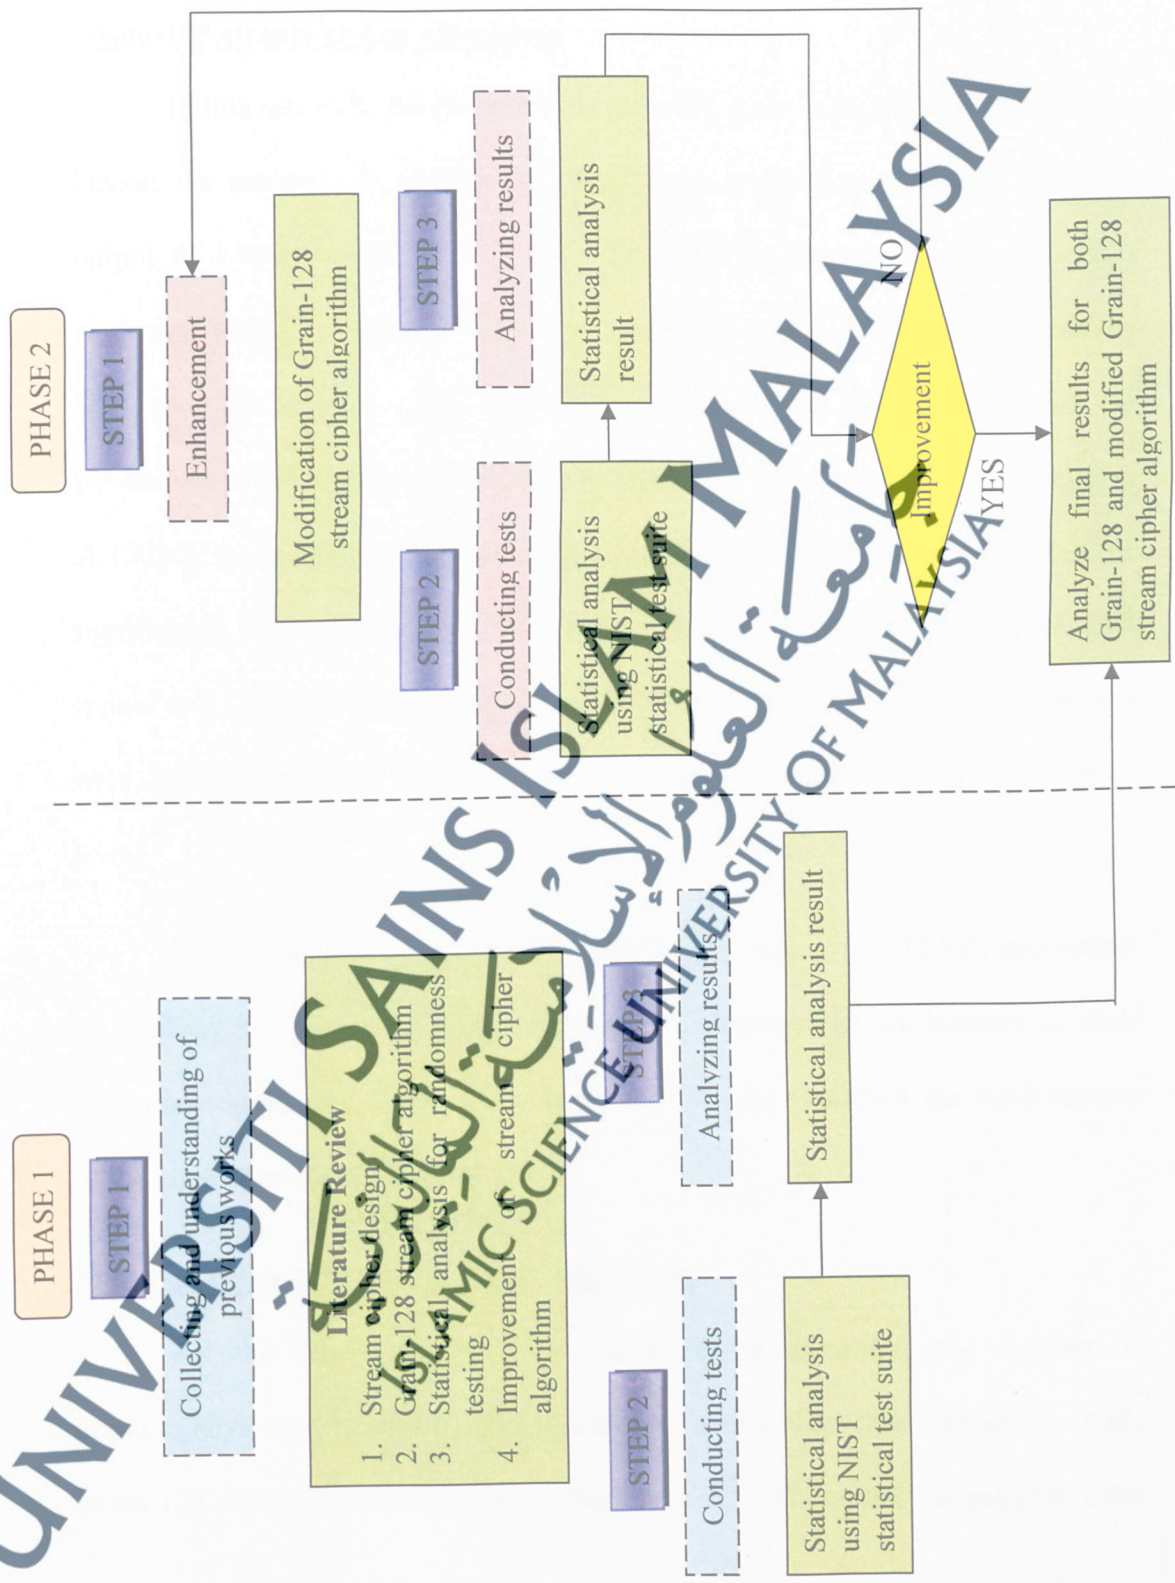 PHASE 1
STEP 1
Collecting and understanding of
previous works
Literature Review
1. Stream cipher design
2. Grain-128 stream cipher algorithm
3. Statistical analysis for randomness
testing
4. Improvement of stream cipher
algorithm
STEP 2
Conducting tests
Statistical analysis
using NIST
statistical test suite
STEP 3
Analyzing results
Statistical analysis result
PHASE 2
STEP 1
Enhancement
Modification of Grain-128
stream cipher algorithm
STEP 2
Conducting tests
Statistical analysis
using NIST
statistical test suite
STEP 3
Analyzing results
Statistical analysis
result
Improvement
NO
YES
Analyze final results for both
Grain-128 and modified Grain-128
stream cipher algorithm
UNIVERSITI SAINS ISLAM MALAYSIA
جامعة العلوم الإسلامية الماليزية
ISLAMIC SCIENCE UNIVERSITY OF MALAYSIA